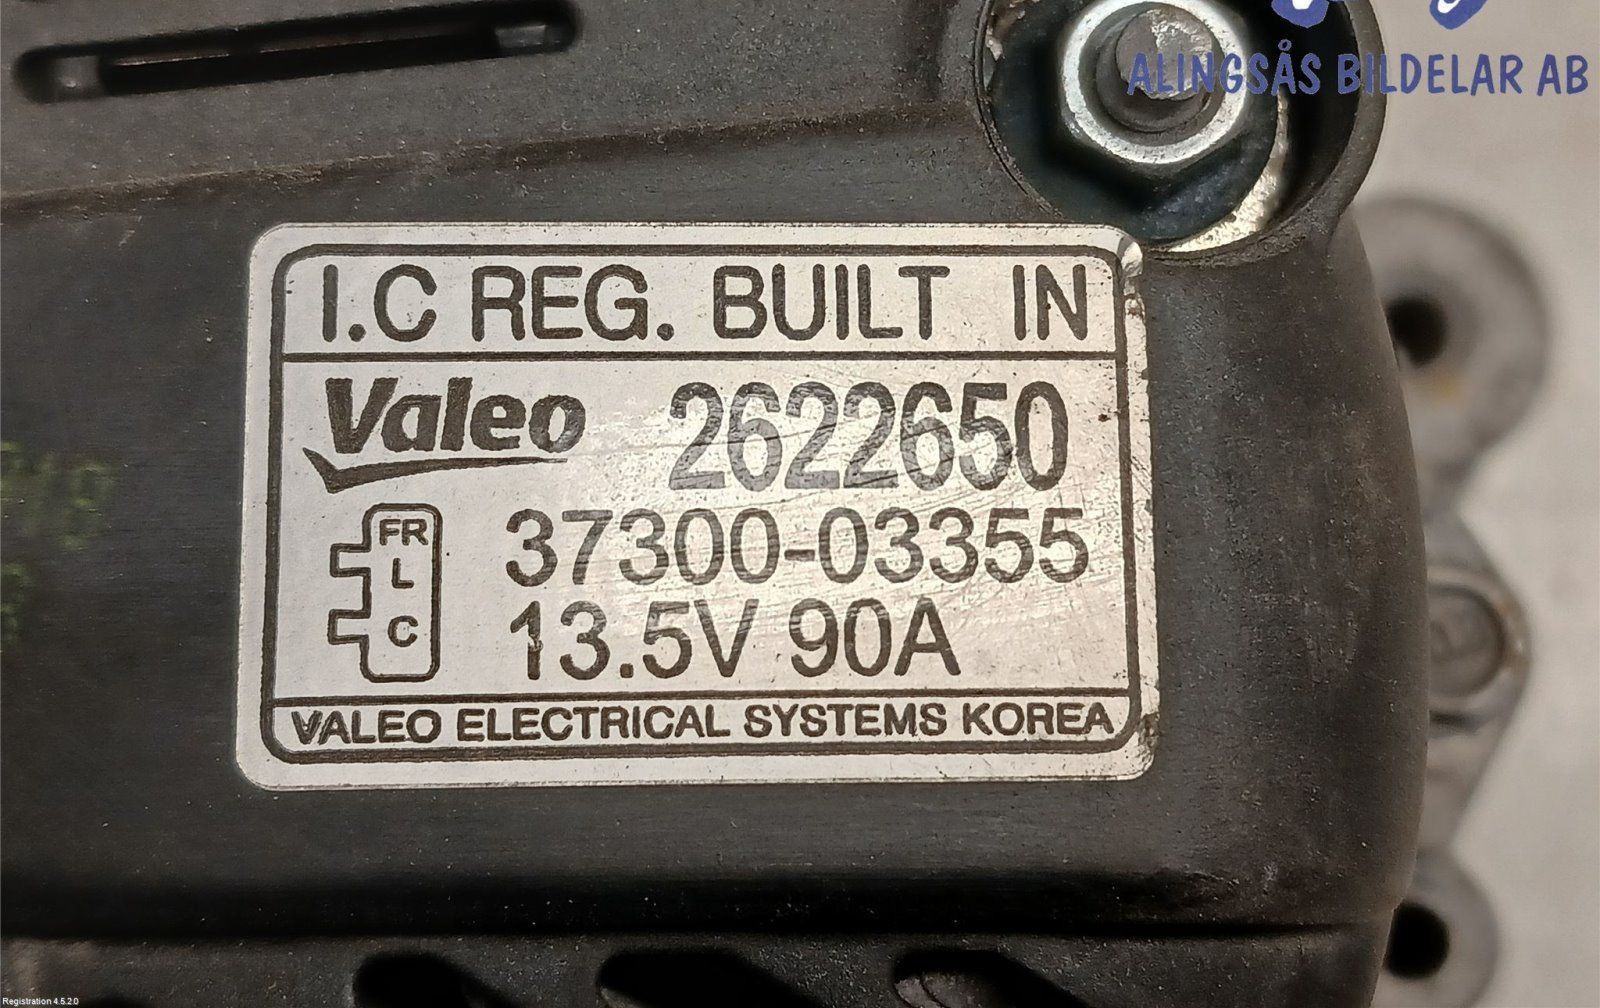 ALINGSÅS BILDELAR AB
I.C REG. BUILT IN
Valeo 2622650
FR
L
C
37300-03355
13.5V 90A
VALEO ELECTRICAL SYSTEMS KOREA
Registration 4.5.2.0